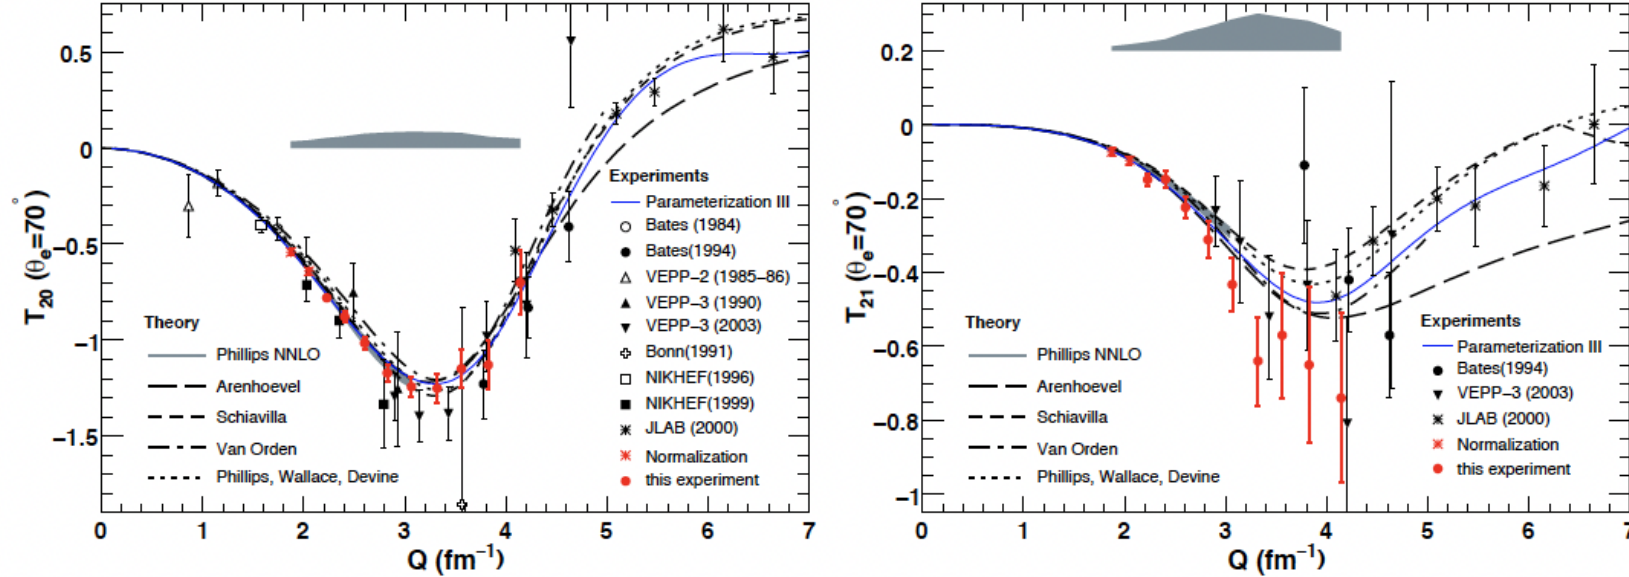 0.5
0
−0.5
−1
−1.5
T20 (θe=70°)
0 1 2 3 4 5 6 7
Q (fm−1)
Theory
Phillips NNLO
Arenhoevel
Schiavilla
Van Orden
Phillips, Wallace, Devine
Experiments
Parameterization III
Bates (1984)
Bates(1994)
VEPP−2 (1985−86)
VEPP−3 (1990)
VEPP−3 (2003)
Bonn(1991)
NIKHEF(1996)
NIKHEF(1999)
JLAB (2000)
Normalization
this experiment
0.2
0
−0.2
−0.4
−0.6
−0.8
−1
T21 (θe=70°)
0 1 2 3 4 5 6 7
Q (fm−1)
Theory
Phillips NNLO
Arenhoevel
Schiavilla
Van Orden
Phillips, Wallace, Devine
Experiments
Parameterization III
Bates(1994)
VEPP−3 (2003)
JLAB (2000)
Normalization
this experiment